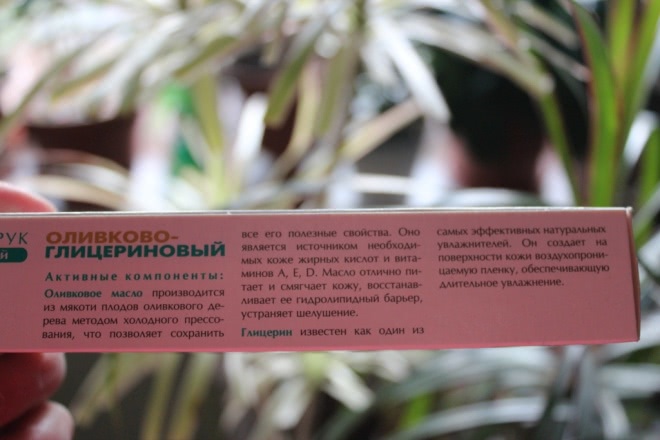 РУК
ОЛИВКОВО-
ГЛИЦЕРИНОВЫЙ
Активные компоненты:
Оливковое масло производится
из мякоти плодов оливкового де-
рева методом холодного прессо-
вания, что позволяет сохранить
все его полезные свойства. Оно
является источником необходи-
мых коже жирных кислот и вита-
минов А, Е, D. Масло отлично пи-
тает и смягчает кожу, восстанав-
ливает ее гидролипидный барьер,
устраняет шелушение.
Глицерин известен как один из
самых эффективных натуральных
увлажнителей. Он создает на
поверхности кожи воздухопрони-
цаемую пленку, обеспечивающую
длительное увлажнение.